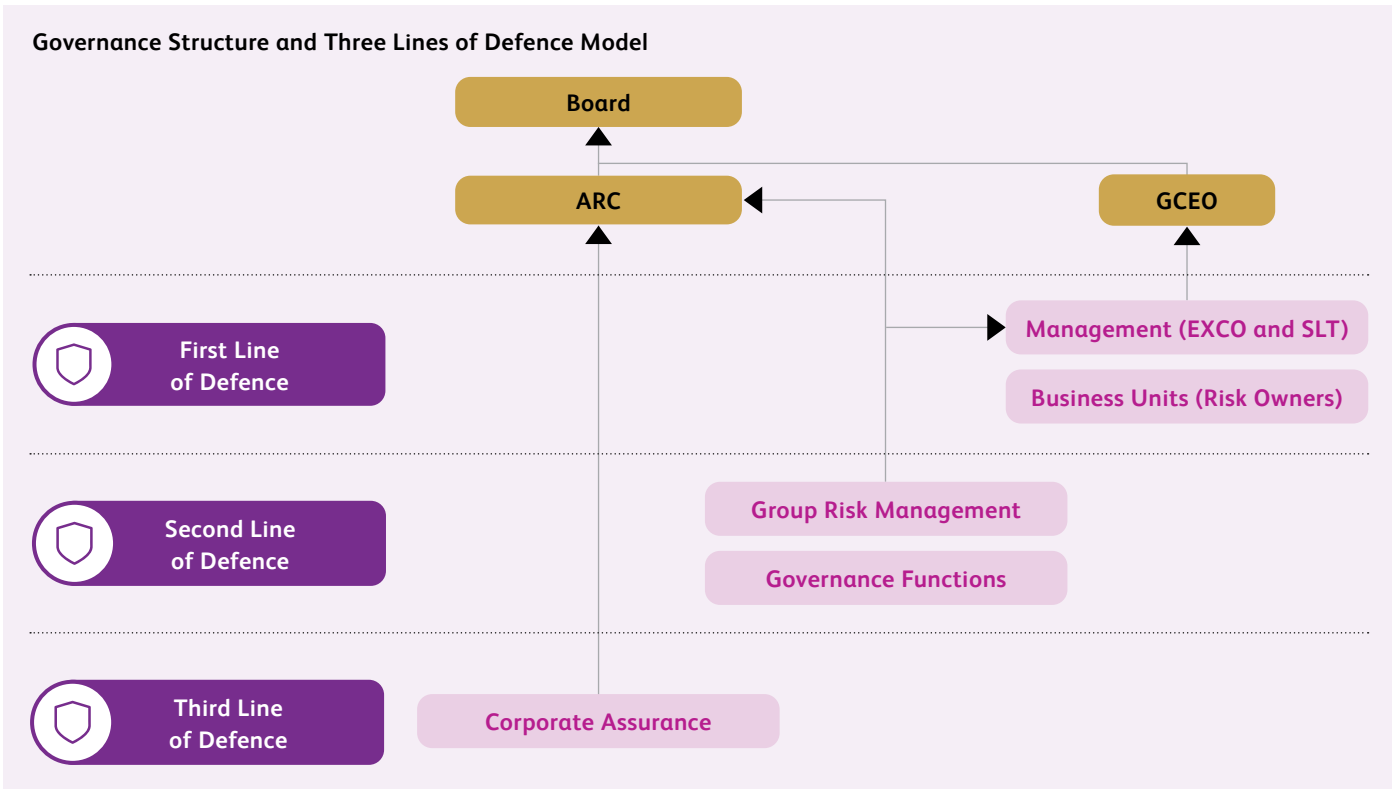 Governance Structure and Three Lines of Defence Model
Board
ARC
GCEO
First Line
of Defence
Management (EXCO and SLT)
Business Units (Risk Owners)
Second Line
of Defence
Group Risk Management
Governance Functions
Third Line
of Defence
Corporate Assurance